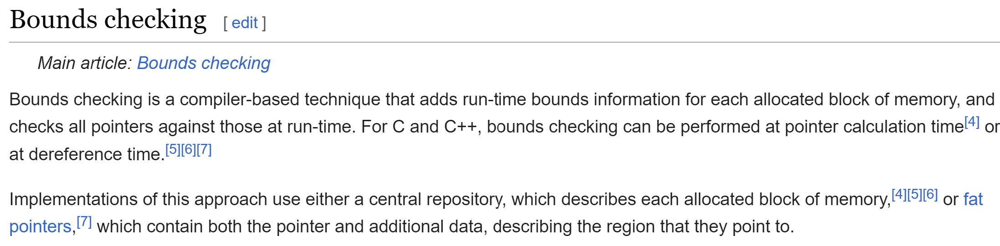 Bounds checking [ edit ]
Main article: Bounds checking
Bounds checking is a compiler-based technique that adds run-time bounds information for each allocated block of memory, and
checks all pointers against those at run-time. For C and C++, bounds checking can be performed at pointer calculation time[4] or
at dereference time.[5][6][7]
Implementations of this approach use either a central repository, which describes each allocated block of memory,[4][5][6] or fat
pointers,[7] which contain both the pointer and additional data, describing the region that they point to.